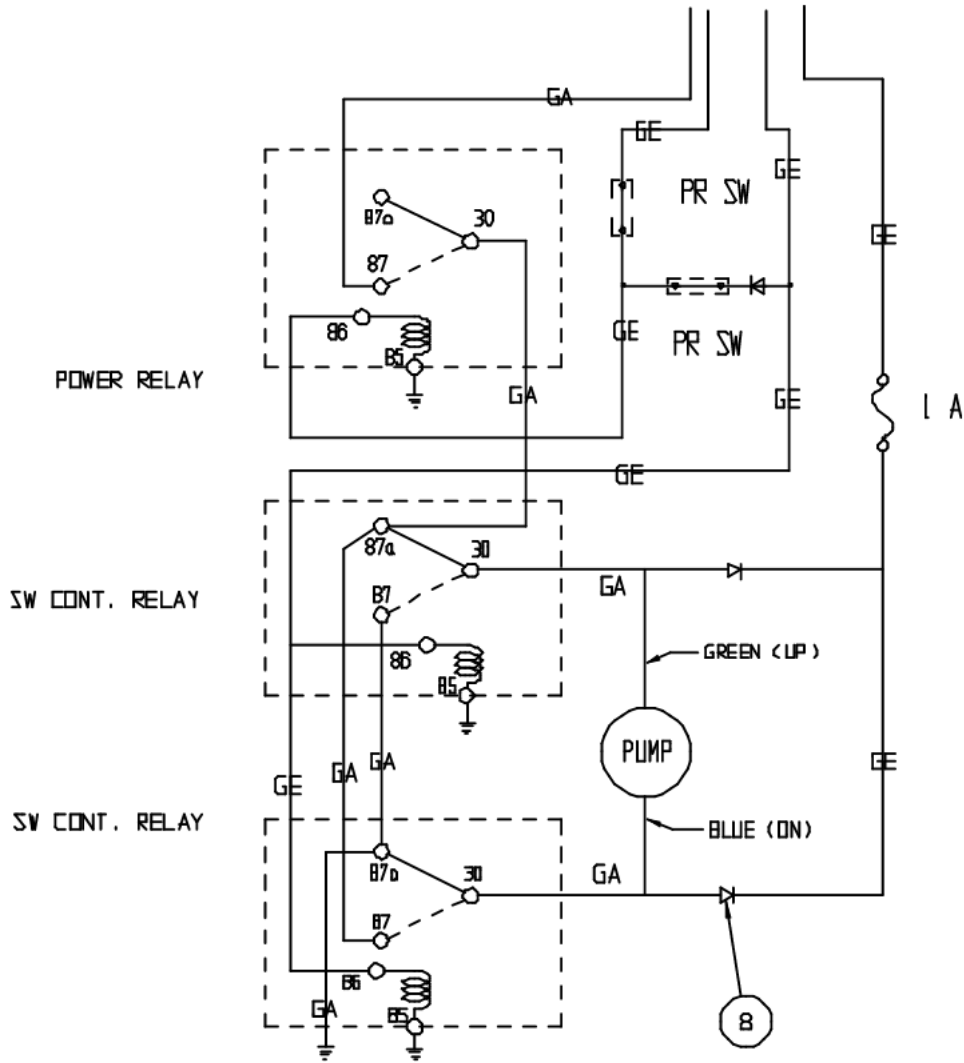 GA
GE
GE
PR SW
87a
30
GE
87
86
85
GE
PR SW
POWER RELAY
GA
GE
1 A
GE
87a
30
SW CONT. RELAY
87
GA
86
GREEN (UP)
85
PUMP
GA
GA
GE
GE
SW CONT. RELAY
BLUE (DN)
87a
30
GA
87
86
GA
85
8